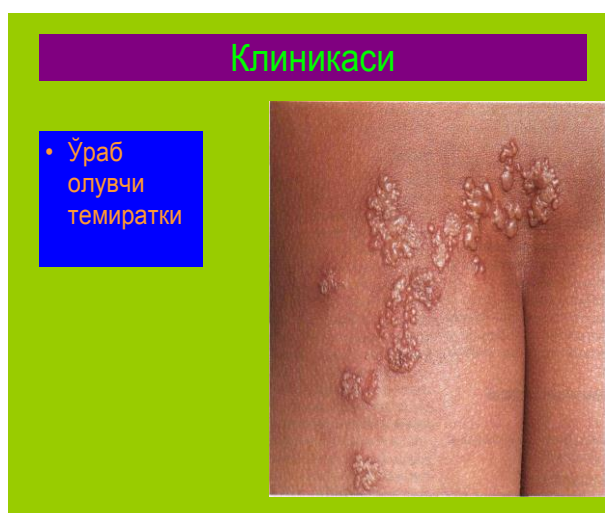 Клиникаси
• Ўраб
олувчи
темиратки